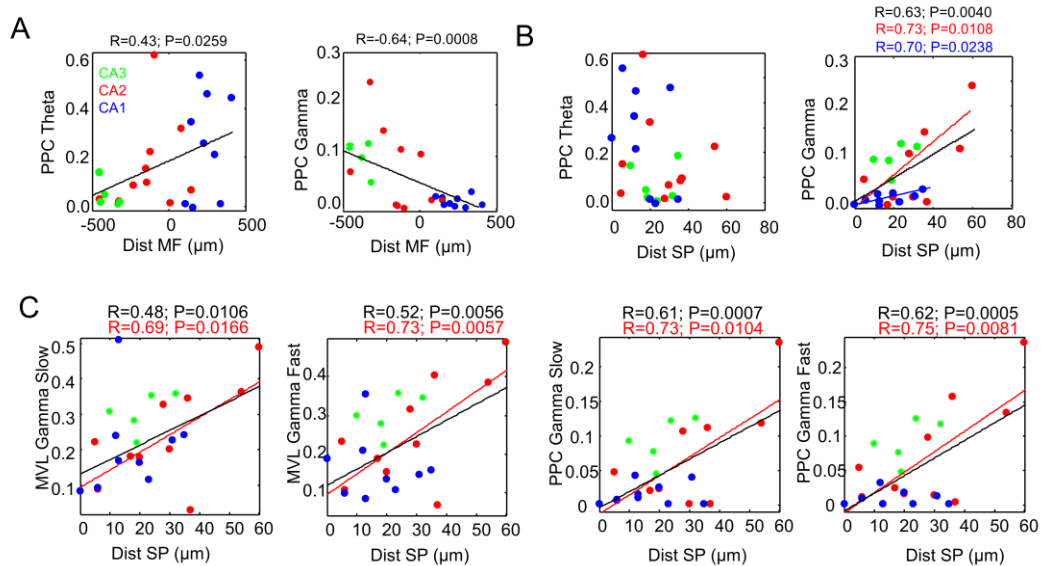 A
R=0.43; P=0.0259
PPC Theta
0.6
0.4
0.2
0.0
CA3
CA2
CA1
-500
0
500
Dist MF (µm)
R=-0.64; P=0.0008
PPC Gamma
0.3
0.2
0.1
0.0
-500
0
500
Dist MF (µm)
B
PPC Theta
0.6
0.4
0.2
0.0
0
20
40
60
80
Dist SP (µm)
R=0.63; P=0.0040
R=0.73; P=0.0108
R=0.70; P=0.0238
PPC Gamma
0.3
0.2
0.1
0.0
0
20
40
60
80
Dist SP (µm)
C
R=0.48; P=0.0106
R=0.69; P=0.0166
MVL Gamma Slow
0.5
0.4
0.3
0.2
0.1
0
10
20
30
40
50
60
Dist SP (µm)
R=0.52; P=0.0056
R=0.73; P=0.0057
MVL Gamma Fast
0.4
0.3
0.2
0.1
0
10
20
30
40
50
60
Dist SP (µm)
R=0.61; P=0.0007
R=0.73; P=0.0104
PPC Gamma Slow
0.2
0.15
0.1
0.05
0
0
10
20
30
40
50
60
Dist SP (µm)
R=0.62; P=0.0005
R=0.75; P=0.0081
PPC Gamma Fast
0.2
0.15
0.1
0.05
0
0
10
20
30
40
50
60
Dist SP (µm)